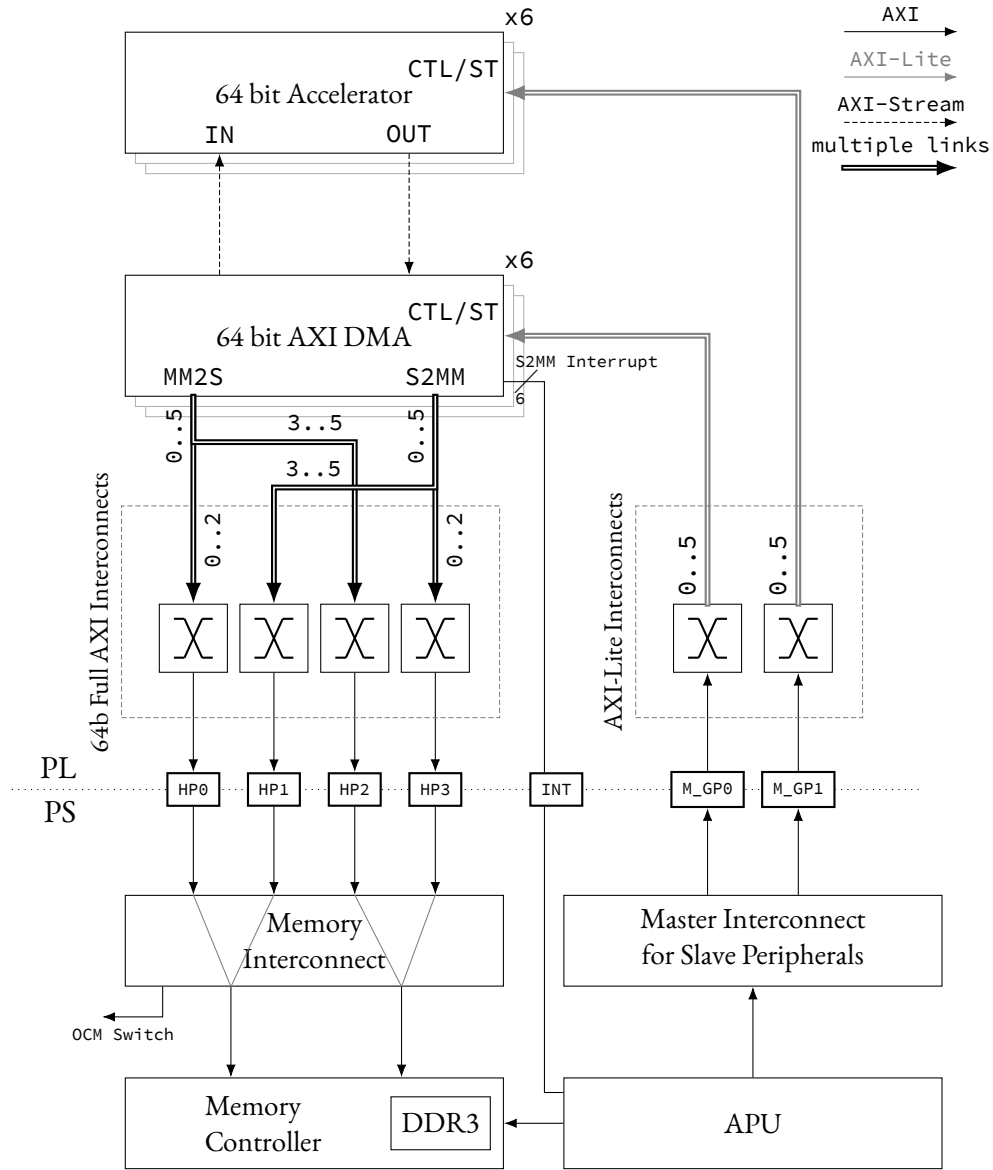 x6
AXI
AXI-Lite
AXI-Stream
multiple links
CTL/ST
64 bit Accelerator
IN
OUT
x6
CTL/ST
64 bit AXI DMA
MM2S
S2MM
S2MM Interrupt
6
0..5
3..5
0..5
3..5
0..2
0..2
64b Full AXI Interconnects
0..5
0..5
AXI-Lite Interconnects
PL
PS
HP0
HP1
HP2
HP3
INT
M_GP0
M_GP1
Memory
Interconnect
Master Interconnect
for Slave Peripherals
OCM Switch
Memory
Controller
DDR3
APU